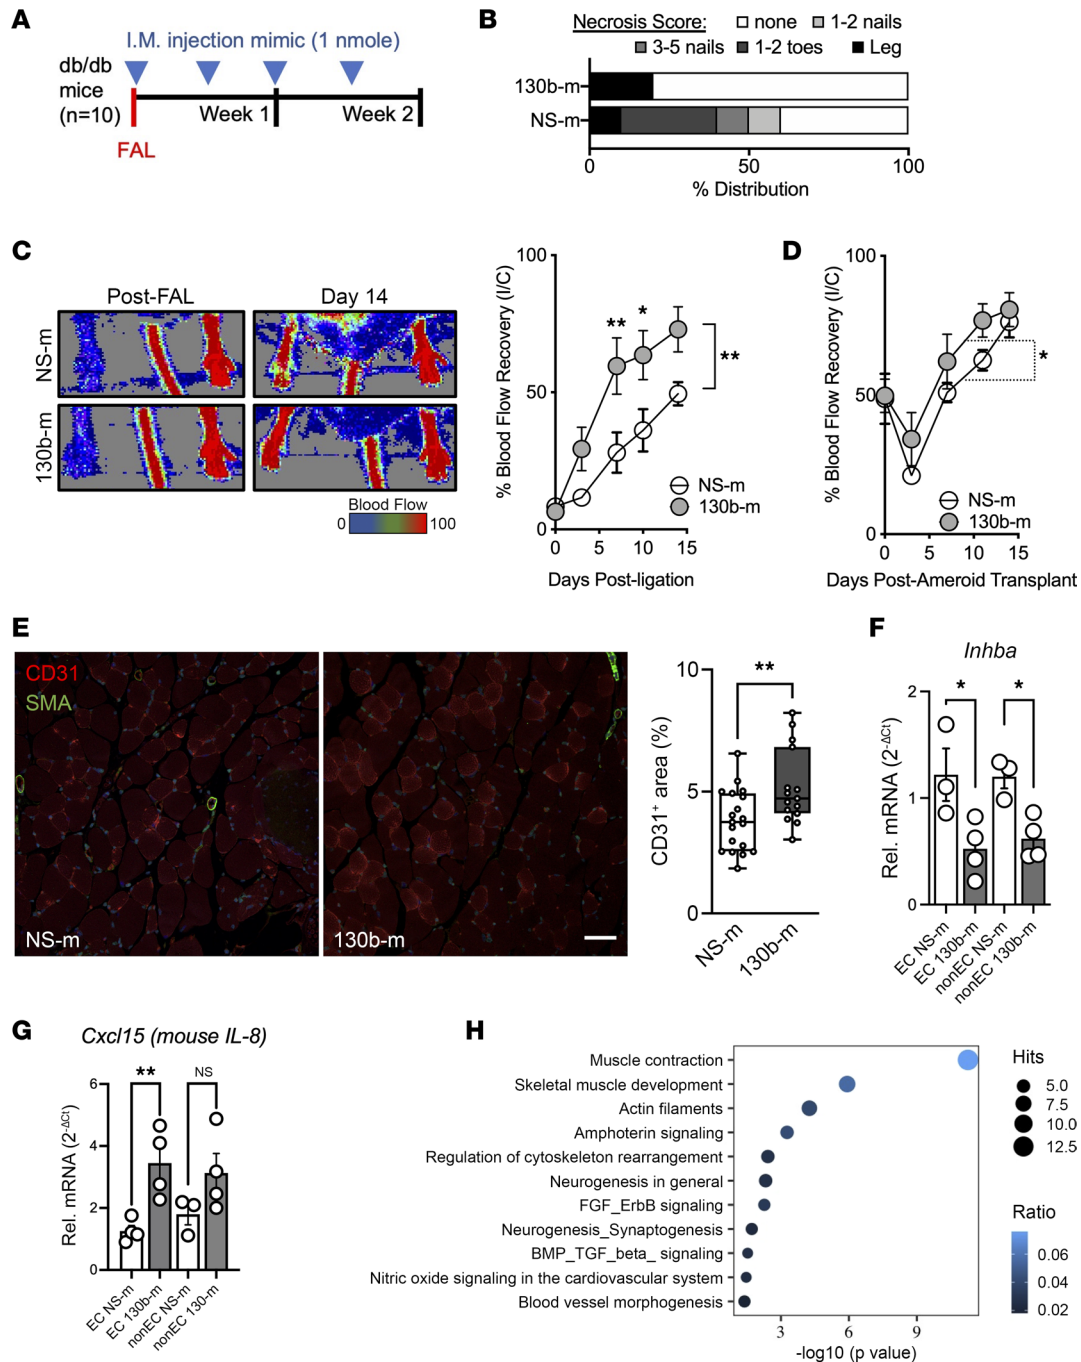 A
I.M. injection mimic (1 nmole)
db/db
mice
(n=10)
Week 1
Week 2
FAL
B
Necrosis Score: none 1-2 nails
3-5 nails 1-2 toes Leg
130b-m
NS-m
0 50 100
% Distribution
C
Post-FAL Day 14
NS-m
130b-m
Blood Flow
0 100
% Blood Flow Recovery (I/C)
100
50
0
** *
**
NS-m
130b-m
0 5 10 15
Days Post-ligation
D
% Blood Flow Recovery (I/C)
100
50
0
*
NS-m
130b-m
0 5 10 15
Days Post-Ameroid Transplant
E
CD31
SMA
NS-m
130b-m
CD31+ area (%)
10
5
0
**
NS-m
130b-m
F
Inhba
Rel. mRNA (2-ΔCt)
2
1
0
* *
EC NS-m
EC 130b-m
nonEC NS-m
nonEC 130b-m
G
Cxcl15 (mouse IL-8)
Rel. mRNA (2-ΔCt)
6
4
2
0
** NS
EC NS-m
EC 130b-m
nonEC NS-m
nonEC 130-m
H
Muscle contraction
Skeletal muscle development
Actin filaments
Amphoterin signaling
Regulation of cytoskeleton rearrangement
Neurogenesis in general
FGF_ErbB signaling
Neurogenesis_Synaptogenesis
BMP_TGF_beta_ signaling
Nitric oxide signaling in the cardiovascular system
Blood vessel morphogenesis
3 6 9
-log10 (p value)
Hits
5.0
7.5
10.0
12.5
Ratio
0.06
0.04
0.02